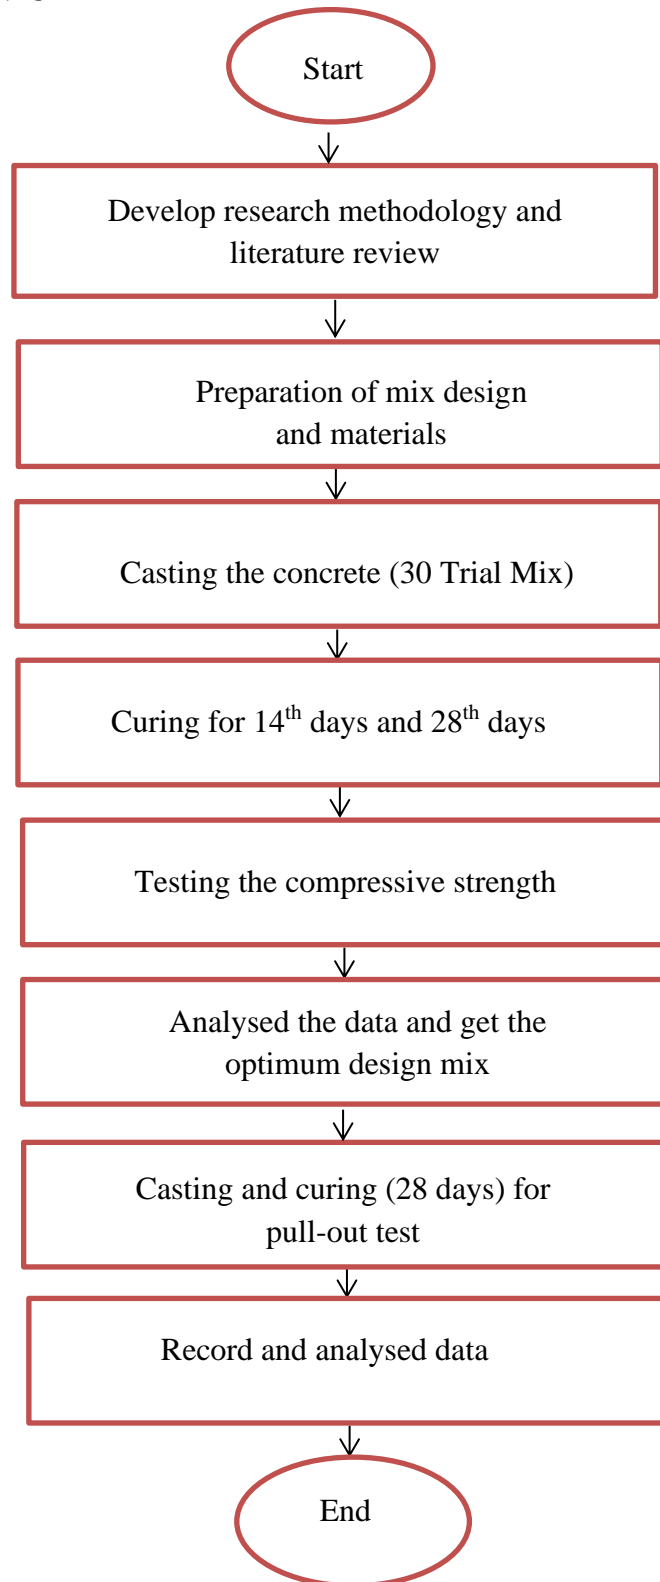 Start
Develop research methodology and
literature review
Preparation of mix design
and materials
Casting the concrete (30 Trial Mix)
Curing for 14th days and 28th days
Testing the compressive strength
Analysed the data and get the
optimum design mix
Casting and curing (28 days) for
pull-out test
Record and analysed data
End